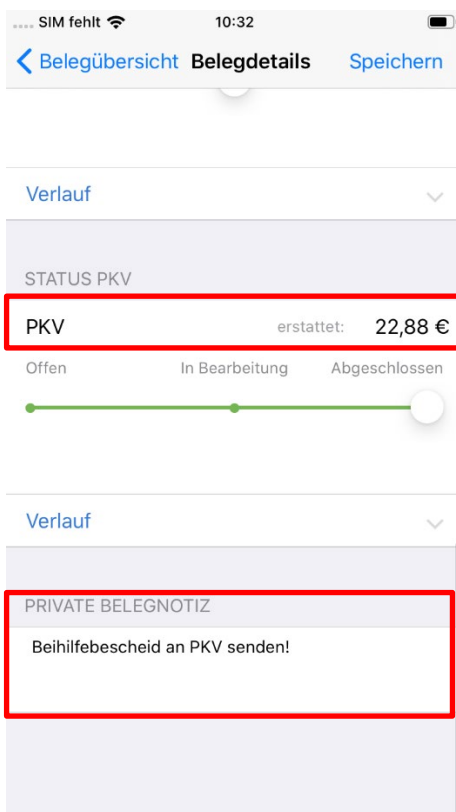 SIM fehlt 10:32
Belegübersicht Belegdetails Speichern
Verlauf
STATUS PKV
PKV erstattet: 22,88 €
Offen In Bearbeitung Abgeschlossen
Verlauf
PRIVATE BELEGNOTIZ
Beihilfebescheid an PKV senden!